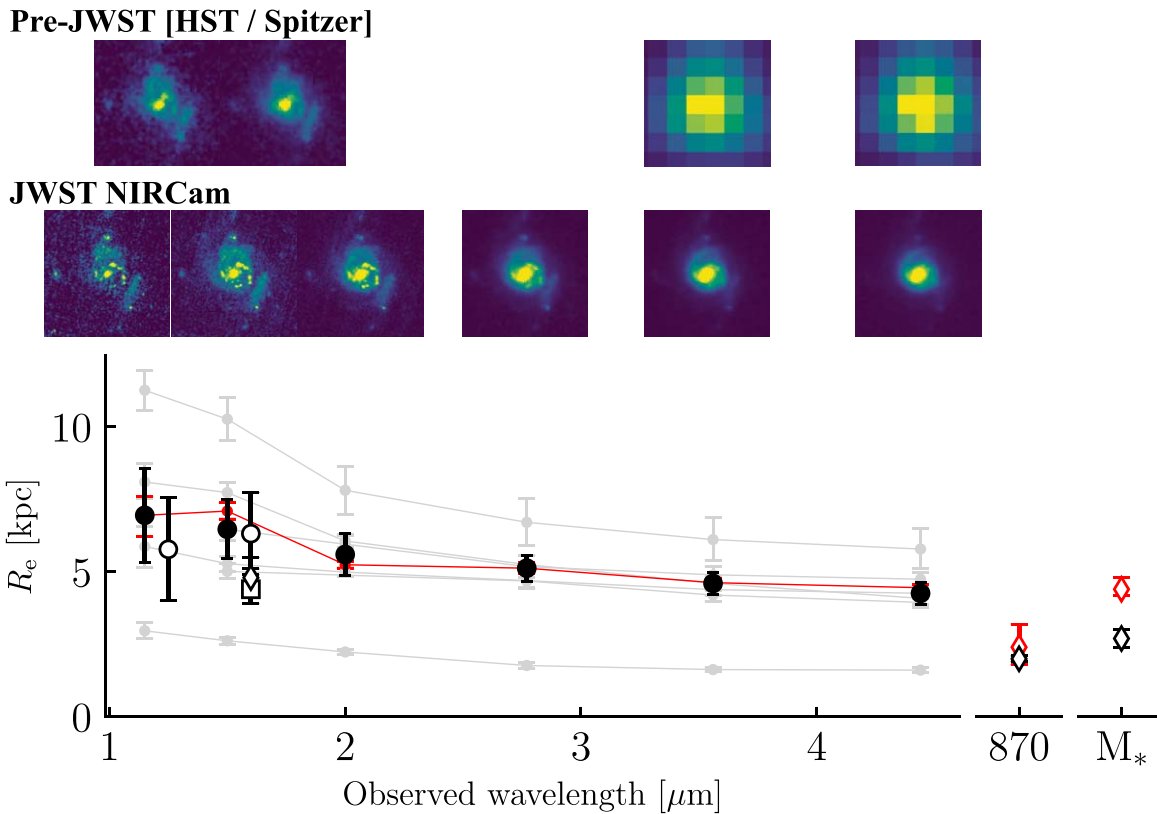 Pre-JWST [HST / Spitzer]
JWST NIRCam
10
5
0
R_e [kpc]
1 2 3 4 870 M_*
Observed wavelength [μm]